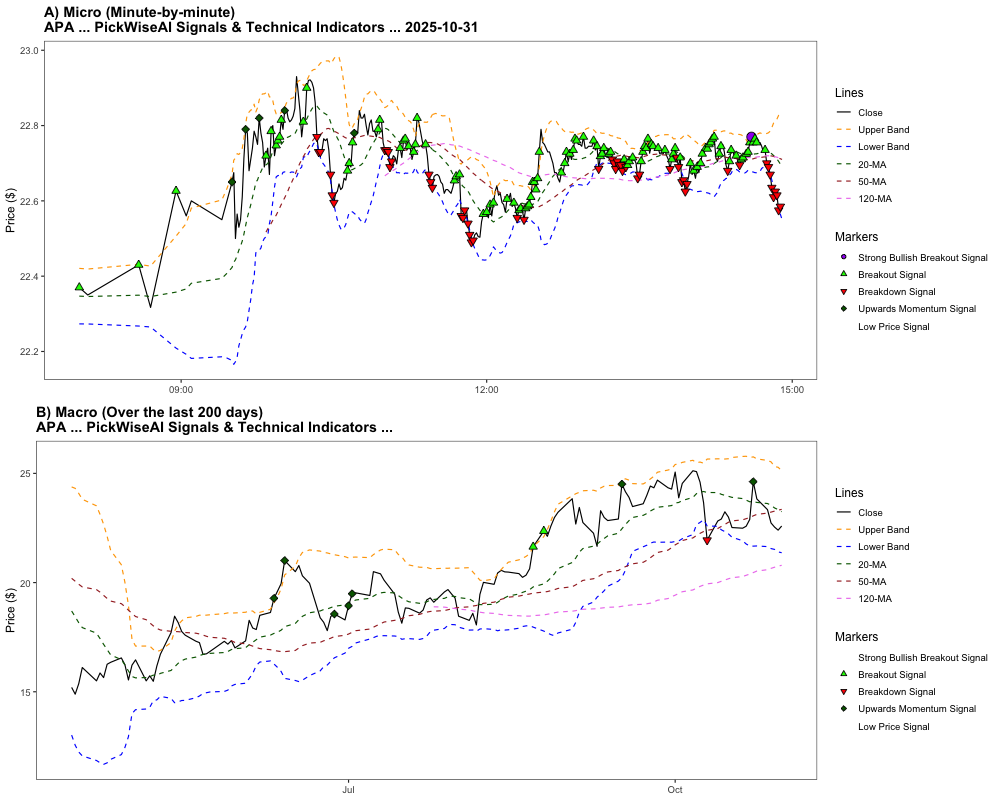 A) Micro (Minute-by-minute)
APA ... PickWiseAI Signals & Technical Indicators ... 2025-10-31
Price ($)
23.0
22.8
22.6
22.4
22.2
09:00
12:00
15:00
Lines
Close
Upper Band
Lower Band
20-MA
50-MA
120-MA
Markers
Strong Bullish Breakout Signal
Breakout Signal
Breakdown Signal
Upwards Momentum Signal
Low Price Signal
B) Macro (Over the last 200 days)
APA ... PickWiseAI Signals & Technical Indicators ...
Price ($)
25
20
15
Jul
Oct
Lines
Close
Upper Band
Lower Band
20-MA
50-MA
120-MA
Markers
Strong Bullish Breakout Signal
Breakout Signal
Breakdown Signal
Upwards Momentum Signal
Low Price Signal